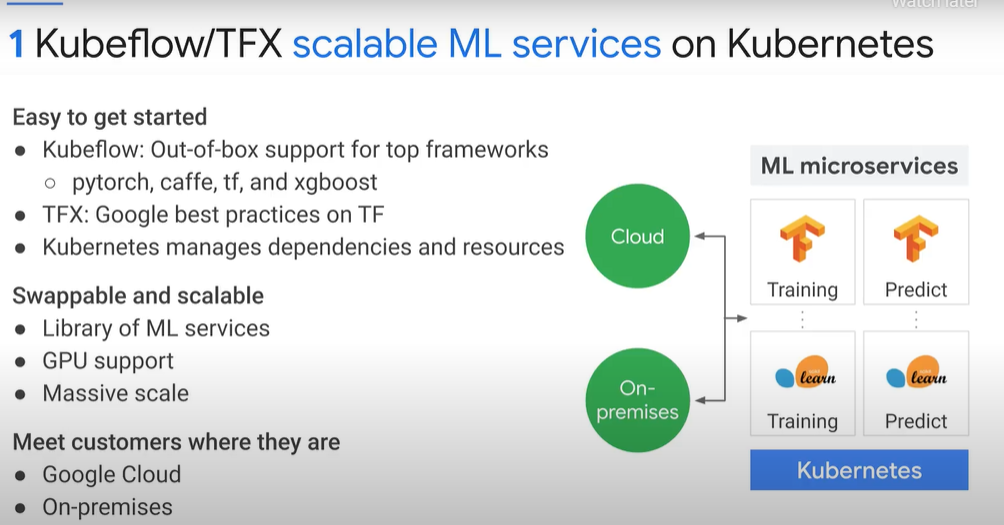 Watch later
1 Kubeflow/TFX scalable ML services on Kubernetes
Easy to get started
● Kubeflow: Out-of-box support for top frameworks
○ pytorch, caffe, tf, and xgboost
● TFX: Google best practices on TF
● Kubernetes manages dependencies and resources
Swappable and scalable
● Library of ML services
● GPU support
● Massive scale
Meet customers where they are
● Google Cloud
● On-premises
Cloud
On-
premises
ML microservices
Training
Predict
learn
learn
Training
Predict
Kubernetes